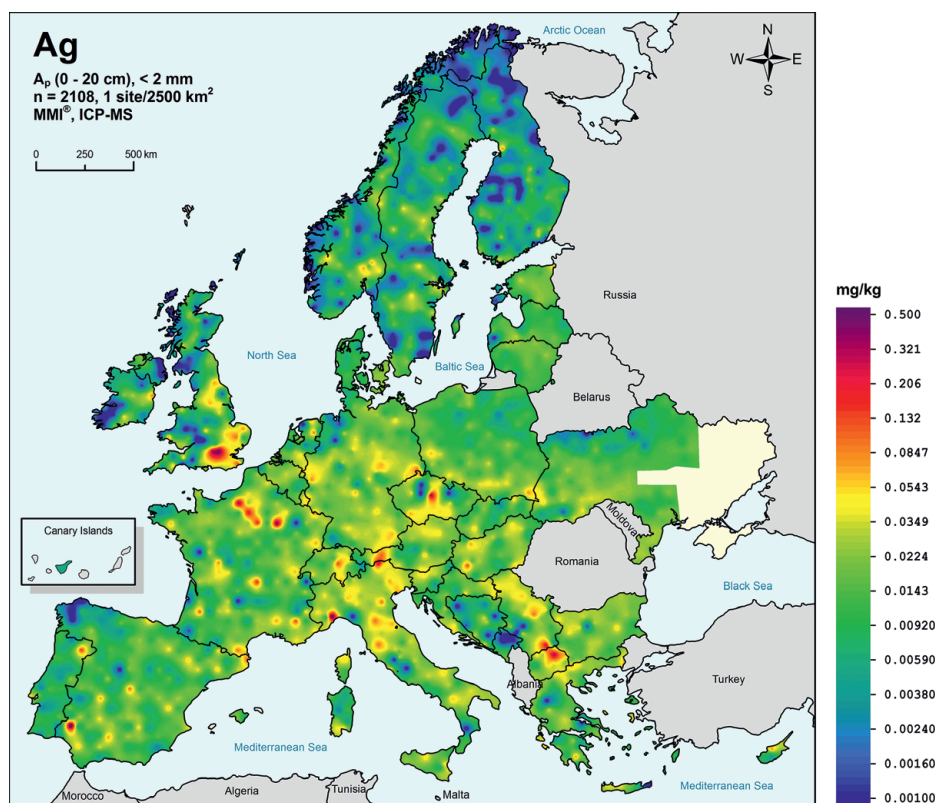 Ag
Aₚ (0 - 20 cm), < 2 mm
n = 2108, 1 site/2500 km²
MMI®, ICP-MS
0 250 500 km
Arctic Ocean
N
W E
S
Russia
North Sea
Baltic Sea
Belarus
Canary Islands
Moldova
Romania
Black Sea
Albania
Turkey
Mediterranean Sea
Mediterranean Sea
Morocco
Algeria
Tunisia
Malta
mg/kg
0.500
0.321
0.206
0.132
0.0847
0.0543
0.0349
0.0224
0.0143
0.00920
0.00590
0.00380
0.00240
0.00160
0.00100